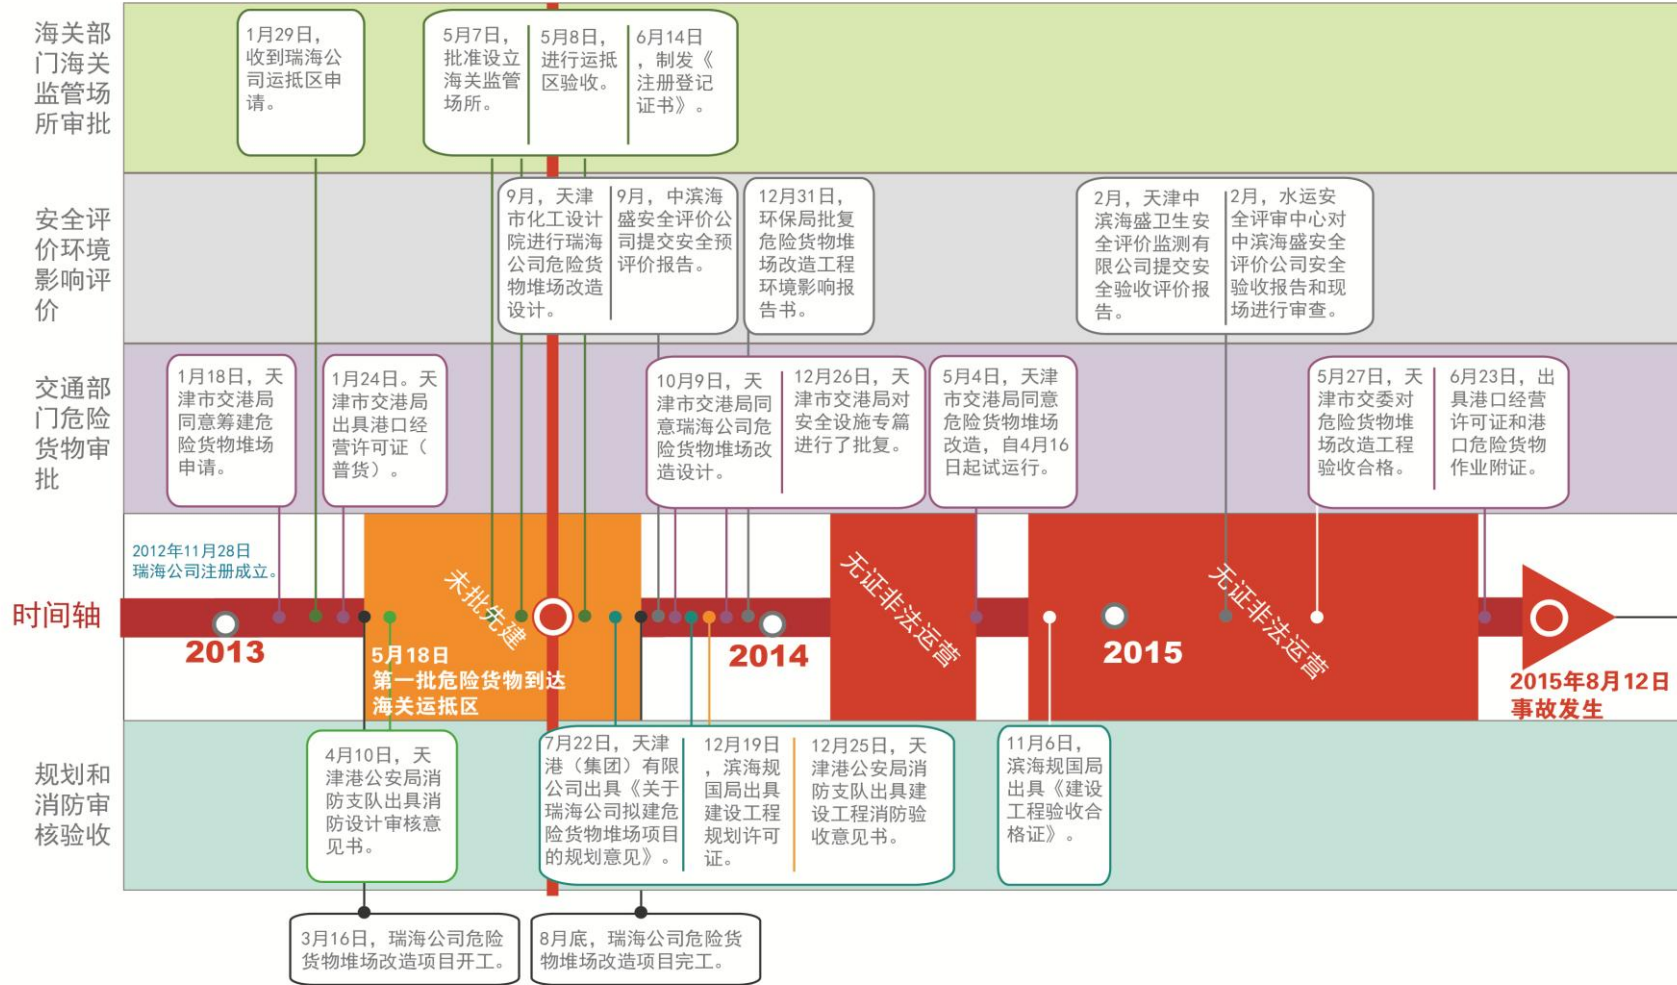 海关部
门海关
监管场
所审批
1月29日，
收到瑞海公
司运抵区申
请。
5月7日，
批准设立
海关监管
场所。
5月8日，
进行运抵
区验收。
6月14日
，制发《
注册登记
证书》。
安全评
价环境
影响评
价
9月，天津
市化工设计
院进行瑞海
公司危险货
物堆场改造
设计。
9月，中滨海
盛安全评价公
司提交安全预
评价报告。
12月31日，
环保局批复
危险货物堆
场改造工程
环境影响报
告书。
2月，天津中
滨海盛卫生安
全评价监测有
限公司提交安
全验收评价报
告。
2月，水运安
全评审中心对
中滨海盛安全
评价公司安全
验收报告和现
场进行审查。
交通部
门危险
货物审
批
1月18日，天
津市交港局
同意筹建危
险货物堆场
申请。
1月24日。天
津市交港局
出具港口经
营许可证（
普货）。
10月9日，天
津市交港局同
意瑞海公司危
险货物堆场改
造设计。
12月26日，天
津市交港局对
安全设施专篇
进行了批复。
5月4日，天津
市交港局同意
危险货物堆场
改造，自4月16
日起试运行。
5月27日，天
津市交委对
危险货物堆
场改造工程
验收合格。
6月23日，出
具港口经营
许可证和港
口危险货物
作业附证。
2012年11月28日
瑞海公司注册成立。
时间轴
2013
未批先建
5月18日
第一批危险货物到达
海关运抵区
2014
无证非法运营
2015
无证非法运营
2015年8月12日
事故发生
规划和
消防审
核验收
4月10日，天
津港公安局消
防支队出具消
防设计审核意
见书。
7月22日，天津
港（集团）有限
公司出具《关于
瑞海公司拟建危
险货物堆场项目
的规划意见》。
12月19日
，滨海规
国局出具
建设工程
规划许可
证。
12月25日，天
津港公安局消
防支队出具建
设工程消防验
收意见书。
11月6日，
滨海规国局
出具《建设
工程验收合
格证》。
3月16日，瑞海公司危险
货物堆场改造项目开工。
8月底，瑞海公司危险货
物堆场改造项目完工。